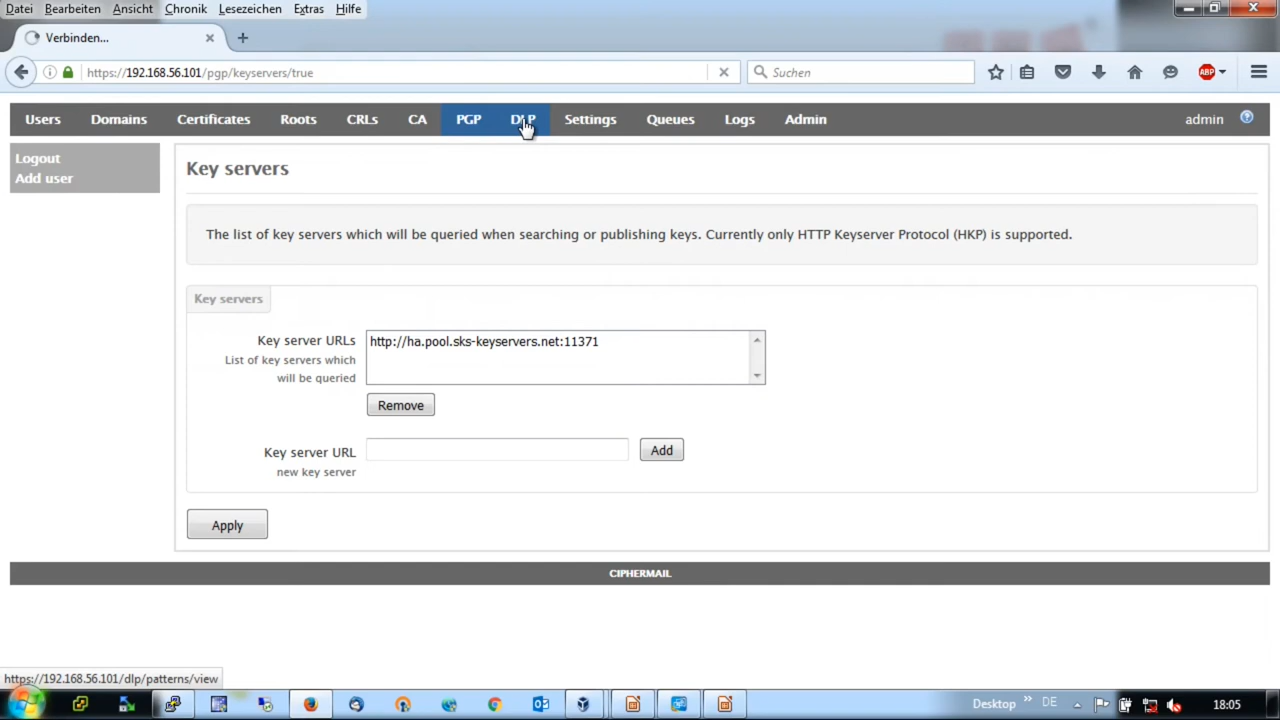 Datei Bearbeiten Ansicht Chronik Lesezeichen Extras Hilfe
Verbinden...
https://192.168.56.101/pgp/keyservers/true
Suchen
ABP
Users Domains Certificates Roots CRLs CA PGP DLP Settings Queues Logs Admin admin
Logout
Add user
Key servers
The list of key servers which will be queried when searching or publishing keys. Currently only HTTP Keyserver Protocol (HKP) is supported.
Key servers
Key server URLs
List of key servers which
will be queried
http://ha.pool.sks-keyservers.net:11371
Remove
Key server URL
new key server
Add
Apply
CIPHERMAIL
https://192.168.56.101/dlp/patterns/view
Desktop DE 18:05